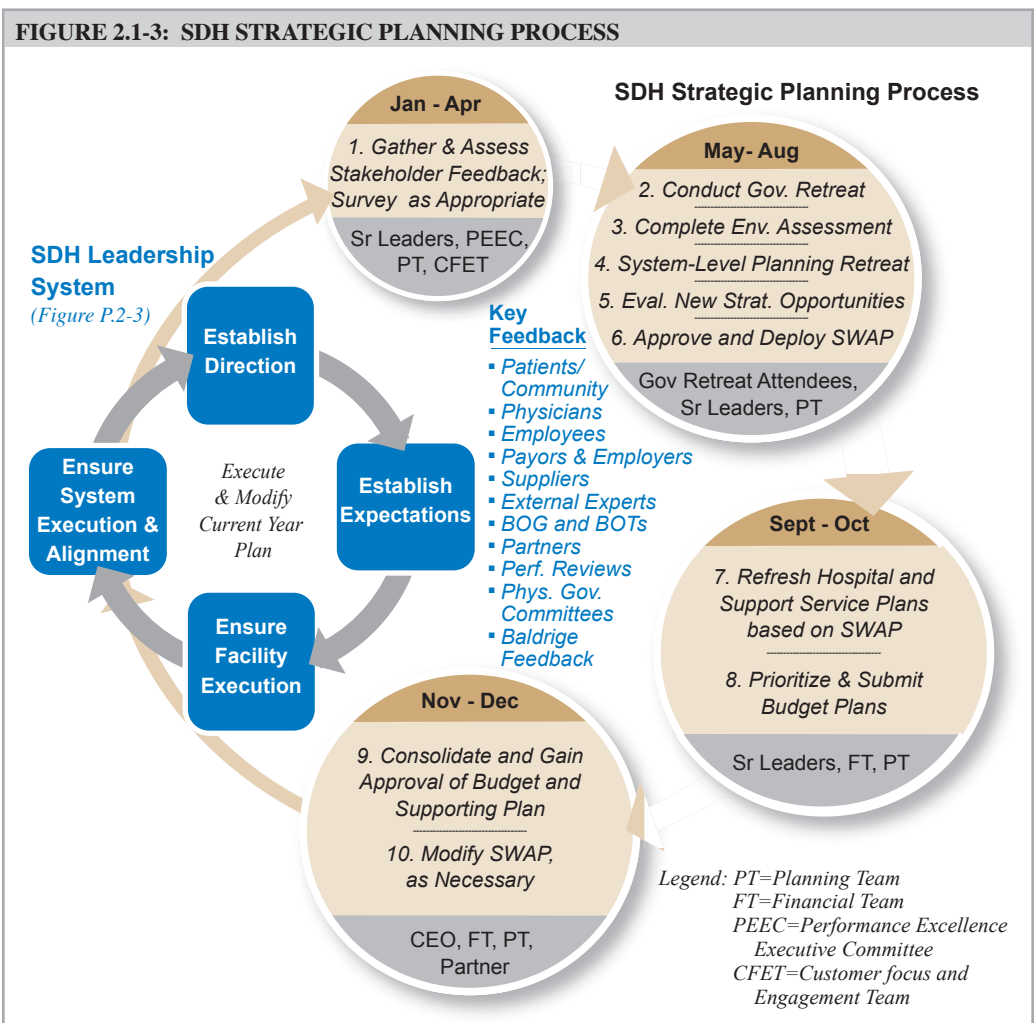 FIGURE 2.1-3: SDH STRATEGIC PLANNING PROCESS
SDH Strategic Planning Process
Jan - Apr
1. Gather & Assess
Stakeholder Feedback;
Survey as Appropriate
Sr Leaders, PEEC,
PT, CFET
May- Aug
2. Conduct Gov. Retreat
3. Complete Env. Assessment
4. System-Level Planning Retreat
5. Eval. New Strat. Opportunities
6. Approve and Deploy SWAP
Gov Retreat Attendees,
Sr Leaders, PT
SDH Leadership
System
(Figure P.2-3)
Establish
Direction
Establish
Expectations
Ensure
Facility
Execution
Ensure
System
Execution &
Alignment
Execute
& Modify
Current Year
Plan
Key
Feedback
▪ Patients/
Community
▪ Physicians
▪ Employees
▪ Payors & Employers
▪ Suppliers
▪ External Experts
▪ BOG and BOTs
▪ Partners
▪ Perf. Reviews
▪ Phys. Gov.
Committees
▪ Baldrige
Feedback
Sept - Oct
7. Refresh Hospital and
Support Service Plans
based on SWAP
8. Prioritize & Submit
Budget Plans
Sr Leaders, FT, PT
Nov - Dec
9. Consolidate and Gain
Approval of Budget and
Supporting Plan
10. Modify SWAP,
as Necessary
CEO, FT, PT,
Partner
Legend: PT=Planning Team
FT=Financial Team
PEEC=Performance Excellence
Executive Committee
CFET=Customer focus and
Engagement Team